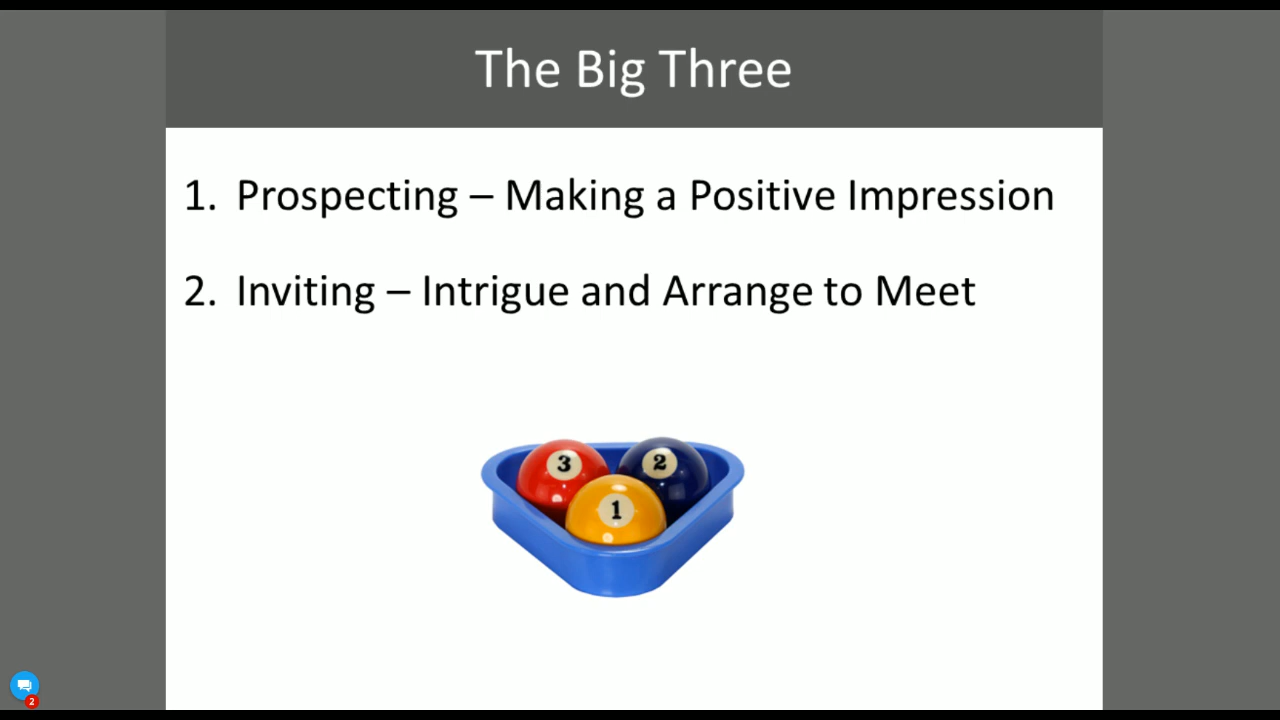 The Big Three
1. Prospecting – Making a Positive Impression
2. Inviting – Intrigue and Arrange to Meet
3
2
1
2